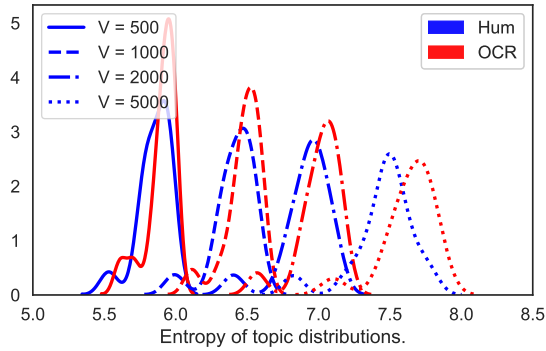 V = 500
V = 1000
V = 2000
V = 5000
Hum
OCR
5
4
3
2
1
0
5.0 5.5 6.0 6.5 7.0 7.5 8.0 8.5
Entropy of topic distributions.